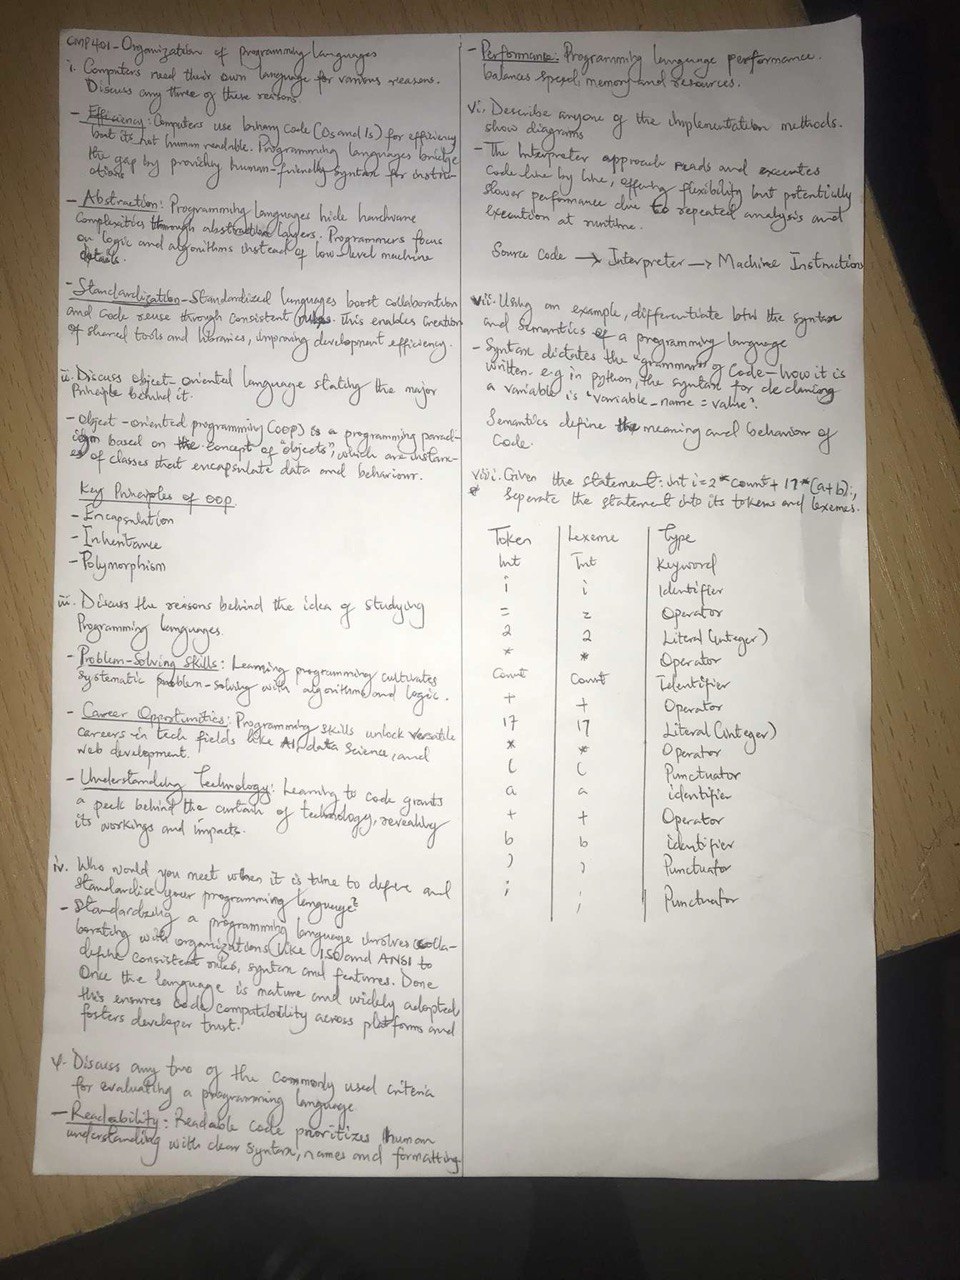 CMP401-Organization of programming languages
i. Computers need their own language for various reasons.
Discuss any three of these reasons
- Efficiency: Computers use binary code (0s and 1s) for efficiency
but its not human readable. Programming languages bridge
the gap by providing human-friendly syntax for instru-
ctions
- Abstraction: Programming languages hide hardware
Complexities through abstraction layers. Programmers focus
on logic and algorithms instead of low-level machine
details.
- Standardization - Standardized languages boost collaboration
and code reuse through consistent rules. This enables creation
of shared tools and libraries, improving development efficiency.
ii. Discuss object-oriented language stating the major
Principle behind it.
- Object-oriented programming (OOP) is a programming parad-
igm based on the concept of "objects", which are instanc-
es of classes that encapsulate data and behaviour.
Key Principles of OOP
- Encapsulation
- Inheritance
- Polymorphism
iii. Discuss the reasons behind the idea of studying
Programming languages.
- Problem-Solving Skills: Learning programming cultivates
systematic problem-solving with algorithms and logic.
- Career Opportunities: Programming skills unlock versatile
careers in tech fields like AI, data Science, and
web development.
- Understanding Technology: Learning to code grants
a peek behind the curtain of technology, revealing
its workings and impacts.
iv. Who would you meet when it is time to define and
standardise your programming language?
- Standardizing a programming language involves colla-
borating with organizations like ISO and ANSI to
define consistent rules, syntax and features. Done
Once the language is mature and widely adopted,
this ensures code compatibility across platforms and
fosters developer trust.
v. Discuss any two of the commonly used criteria
for evaluating a programming language
- Readability: Readable code prioritizes human
understanding with clear syntax, names and formatting
- Performance: Programming language performance
balances speed, memory and resources.
vi. Describe anyone of the implementation methods.
show diagrams
- The Interpreter approach reads and executes
Code line by line, offering flexibility but potentially
slower performance due to repeated analysis and
execution at runtime.
Source Code → Interpreter → Machine Instruction
vii. Using an example, differentiate btw the syntax
and semantics of a programming language
- Syntax dictates the "grammar" of code - how it is
written. e.g in python, the syntax for declaring
a variable is "variable_name = value".
Semantics define the meaning and behavior of
Code.
viii. Given the statement: int i=2*count+17*(a+b);,
Seperate the statement into its tokens and lexemes.
Token Lexeme Type
Int Int Keyword
i i Identifier
= = Operator
2 2 Literal (integer)
* * Operator
Count Count Identifier
+ + Operator
17 17 Literal (integer)
* * Operator
( ( Punctuator
a a identifier
+ + Operator
b b identifier
) ) Punctuator
; ; Punctuator